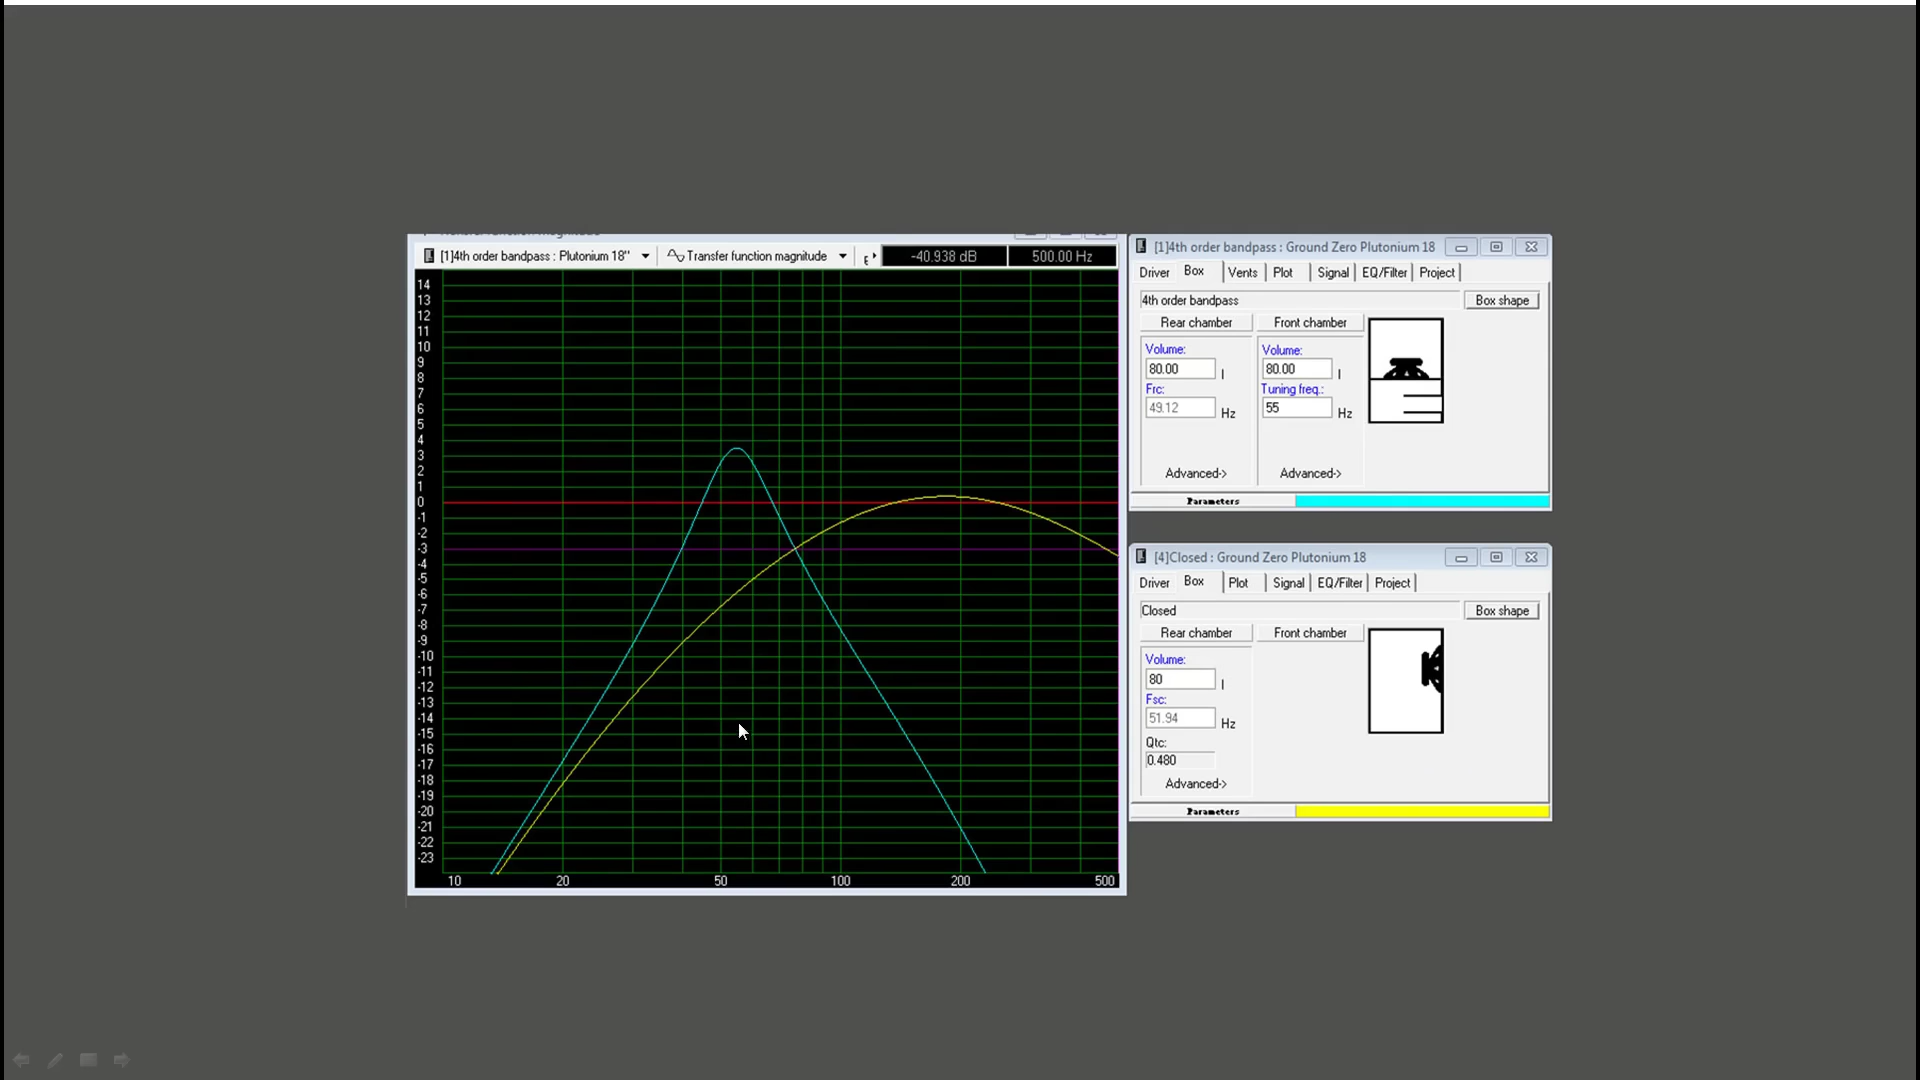 [1]4th order bandpass : Plutonium 18" Transfer function magnitude -40.938 dB 500.00 Hz
14
13
12
11
10
9
8
7
6
5
4
3
2
1
0
-1
-2
-3
-4
-5
-6
-7
-8
-9
-10
-11
-12
-13
-14
-15
-16
-17
-18
-19
-20
-21
-22
-23
10 20 50 100 200 500
[1]4th order bandpass : Ground Zero Plutonium 18
Driver Box Vents Plot Signal EQ/Filter Project
4th order bandpass Box shape
Rear chamber Front chamber
Volume: Volume:
80.00 l 80.00 l
Frc: Tuning freq.:
49.12 Hz 55 Hz
Advanced-> Advanced->
Parameters
[4]Closed : Ground Zero Plutonium 18
Driver Box Plot Signal EQ/Filter Project
Closed Box shape
Rear chamber Front chamber
Volume:
80 l
Fsc:
51.94 Hz
Qtc:
0.480
Advanced->
Parameters